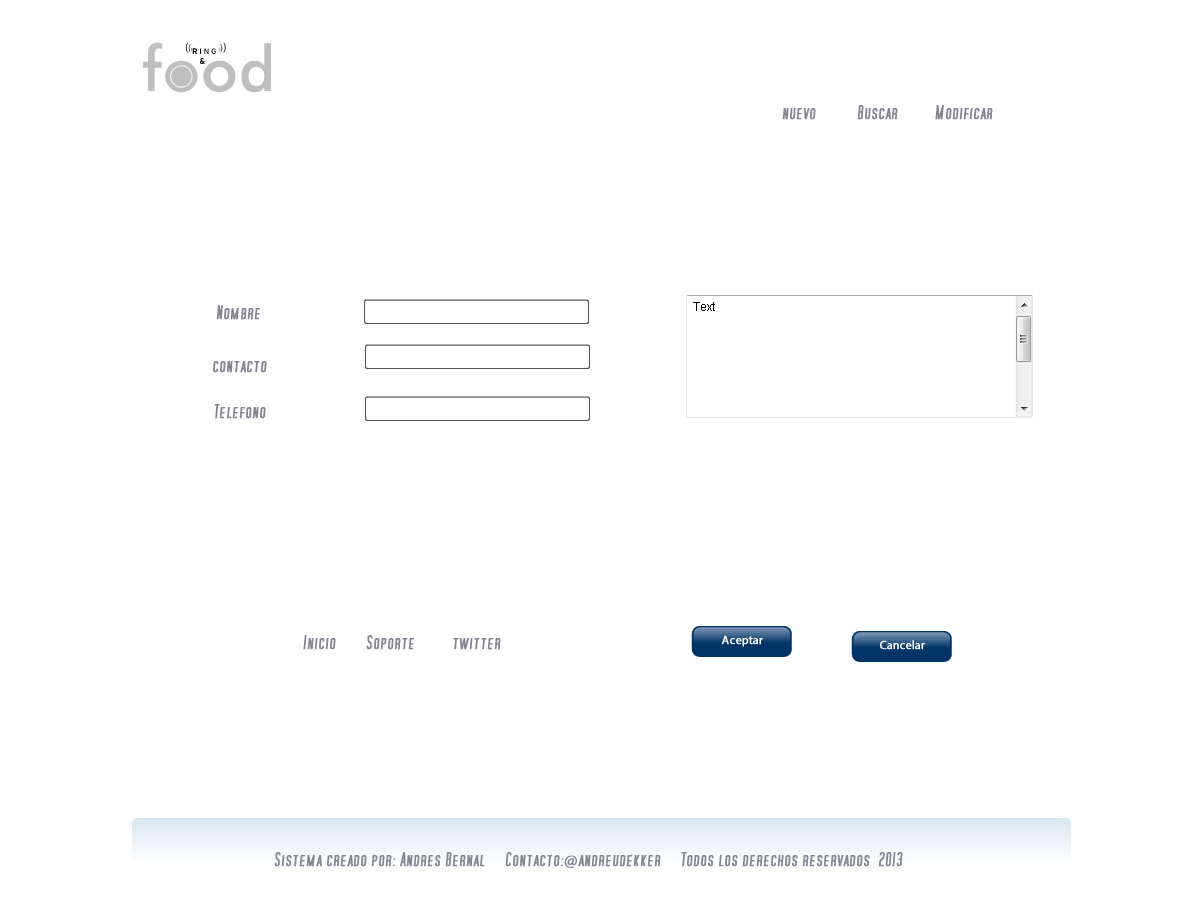 RING
&
food
nuevo Buscar Modificar
Nombre
Text
contacto
Telefono
Inicio Soporte twitter
Aceptar
Cancelar
Sistema creado por: Andres Bernal Contacto:@andreudekker Todos los derechos reservados 2013